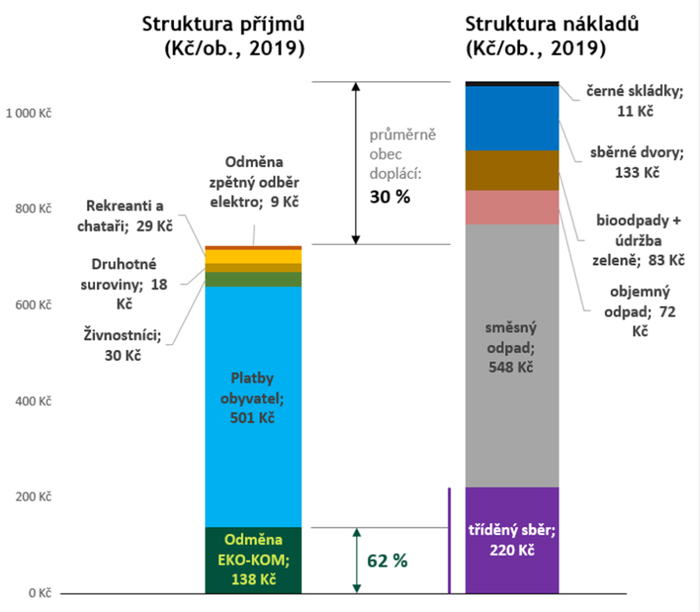 Struktura příjmů
(Kč/ob., 2019)
Struktura nákladů
(Kč/ob., 2019)
1 000 Kč
800 Kč
600 Kč
400 Kč
200 Kč
0 Kč
Odměna
zpětný odběr
elektro; 9 Kč
Rekreanti a
chataři; 29 Kč
Druhotné
suroviny; 18
Kč
Živnostníci;
30 Kč
Platby
obyvatel;
501 Kč
Odměna
EKO-KOM;
138 Kč
průměrně
obec
doplácí:
30 %
62 %
černé skládky;
11 Kč
sběrné dvory;
133 Kč
bioodpady +
údržba
zeleně; 83 Kč
objemný
odpad; 72
Kč
směsný
odpad;
548 Kč
tříděný sběr;
220 Kč